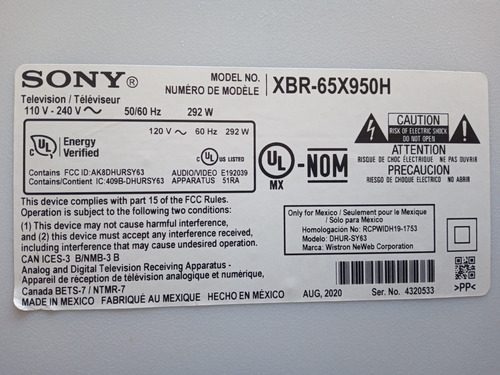 SONY®
MODEL NO.
NUMÉRO DE MODÈLE
XBR-65X950H
Television / Téléviseur
110 V - 240 V ~ 50/60 Hz 292 W
120 V ~ 60 Hz 292 W
UL Energy Verified
c UL US LISTED
Contains FCC ID:AK8DHURSY63
Contains/Contient IC:409B-DHURSY63
AUDIO/VIDEO E192039
APPARATUS 51RA
UL MX
-NOM
CAUTION
RISK OF ELECTRIC SHOCK
DO NOT OPEN
ATTENTION
RISQUE DE CHOC ÉLECTRIQUE NE PAS OUVRIR
PRECAUCION
RIESGO DE CHOQUE ELÉCTRICO, NO ABRIR
This device complies with part 15 of the FCC Rules.
Operation is subject to the following two conditions:
(1) This device may not cause harmful interference,
and (2) this device must accept any interference
received, including interference that may cause
undesired operation.
CAN ICES-3 B/NMB-3 B
Analog and Digital Television Receiving Apparatus -
Appareil de réception de télévision analogique et numérique,
Canada BETS-7 / NTMR-7
MADE IN MEXICO FABRIQUÉ AU MEXIQUE HECHO EN MÉXICO
Only for Mexico / Seulement pour le Mexique
/ Sólo para México
Homologación No: RCPWIDH19-1753
Modelo: DHUR-SY63
Marca: Wistron NeWeb Corporation
AUG, 2020
Ser. No. 4320533
>PP<